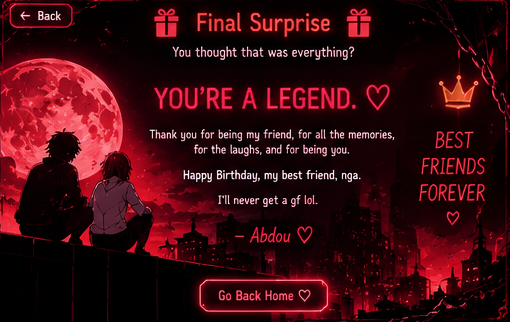 ← Back
Final Surprise
You thought that was everything?
YOU'RE A LEGEND. ♡
Thank you for being my friend, for all the memories,
for the laughs, and for being you.
Happy Birthday, my best friend, nga.
I'll never get a gf lol.
– Abdou ♡
BEST
FRIENDS
FOREVER
♡
Go Back Home ♡